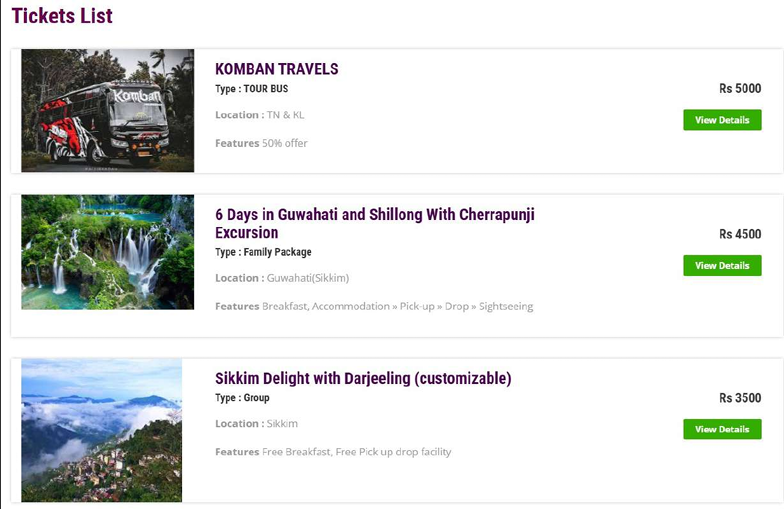 Tickets List
Komban
KOMBAN TRAVELS
Type : TOUR BUS
Rs 5000
Location : TN & KL
View Details
Features 50% offer
6 Days in Guwahati and Shillong With Cherrapunji
Excursion
Rs 4500
Type : Family Package
View Details
Location : Guwahati(Sikkim)
Features Breakfast, Accommodation » Pick-up » Drop » Sightseeing
Sikkim Delight with Darjeeling (customizable)
Type : Group
Rs 3500
Location : Sikkim
View Details
Features Free Breakfast, Free Pick up drop facility